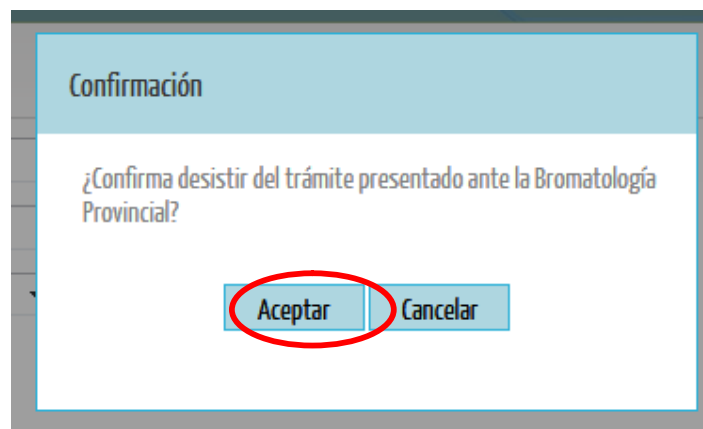 Confirmación
¿Confirma desistir del trámite presentado ante la Bromatología
Provincial?
Aceptar
Cancelar